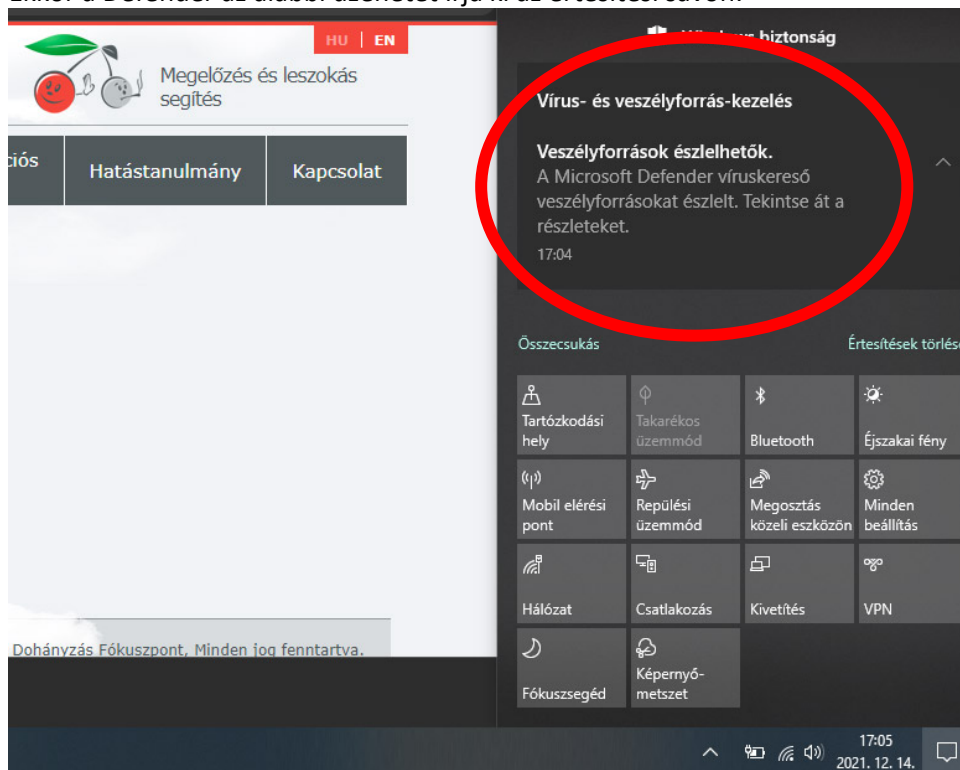 HU | EN
Megelőzés és leszokás
segítés
ciós
Hatástanulmány
Kapcsolat
Dohányzás Fókuszpont, Minden jog fenntartva.
biztonság
Vírus- és veszélyforrás-kezelés
Veszélyforrások észlelhetők.
A Microsoft Defender víruskereső
veszélyforrásokat észlelt. Tekintse át a
részleteket.
17:04
Összecsukás
Értesítések törlése
Tartózkodási
hely
Takarékos
üzemmód
Bluetooth
Éjszakai fény
Mobil elérési
pont
Repülési
üzemmód
Megosztás
közeli eszközön
Minden
beállítás
Hálózat
Csatlakozás
Kivetítés
VPN
Fókuszsegéd
Képernyő-
metszet
17:05
2021. 12. 14.